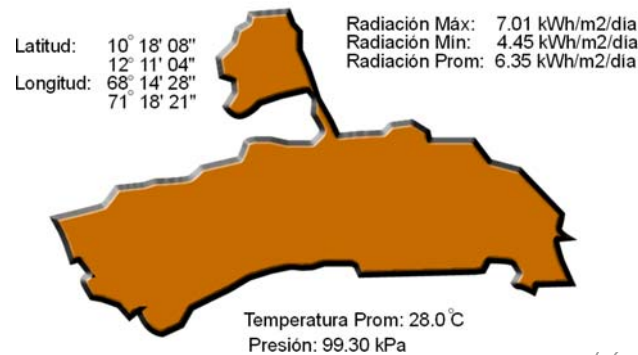 Latitud: 10° 18' 08"
12° 11' 04"
Longitud: 68° 14' 28"
71° 18' 21"
Radiación Máx: 7.01 kWh/m2/dia
Radiación Mín: 4.45 kWh/m2/dia
Radiación Prom: 6.35 kWh/m2/dia
Temperatura Prom: 28.0°C
Presión: 99.30 kPa